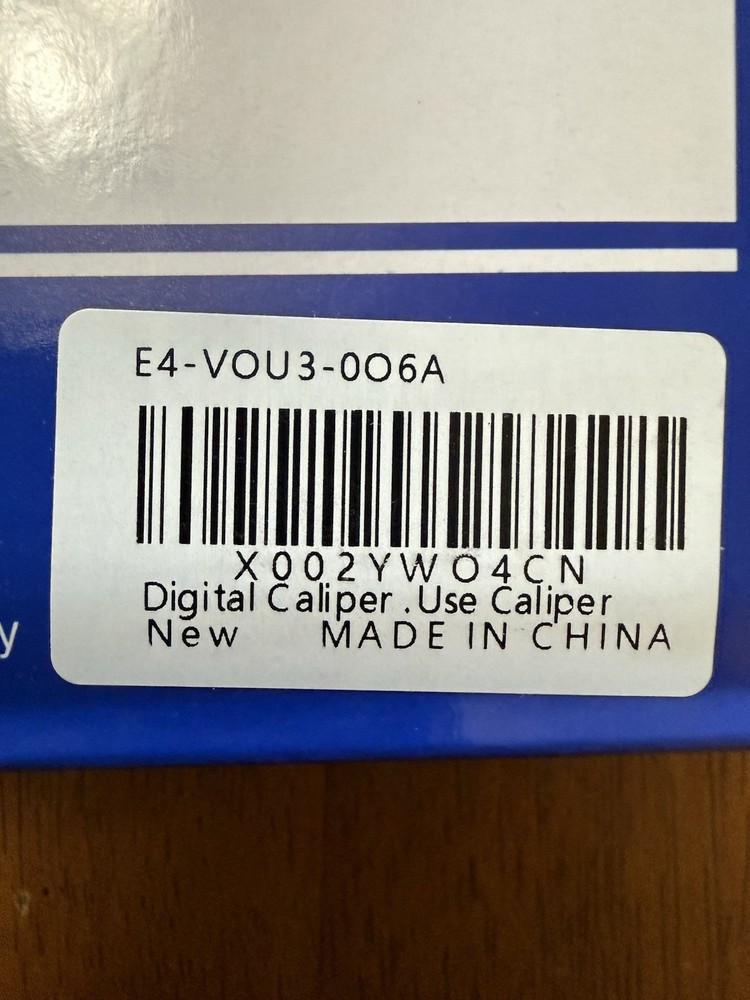 E4-VOU3-0O6A
X002YWO4CN
Digital Caliper .Use Caliper
New MADE IN CHINA
y